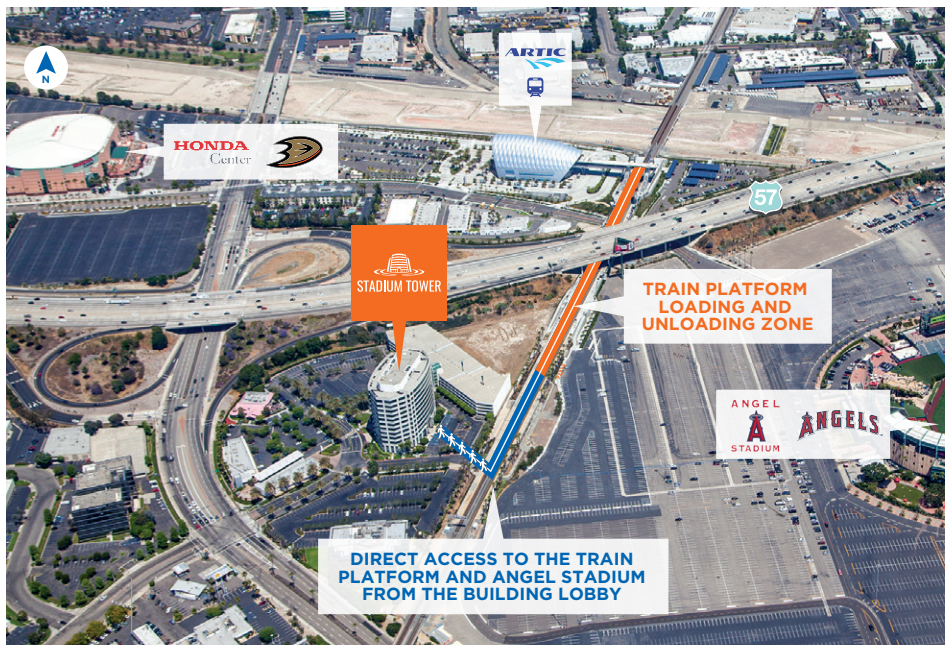 N
ARTIC
HONDA
Center
57
STADIUM TOWER
TRAIN PLATFORM
LOADING AND
UNLOADING ZONE
ANGEL
A
STADIUM
ANGELS
DIRECT ACCESS TO THE TRAIN
PLATFORM AND ANGEL STADIUM
FROM THE BUILDING LOBBY